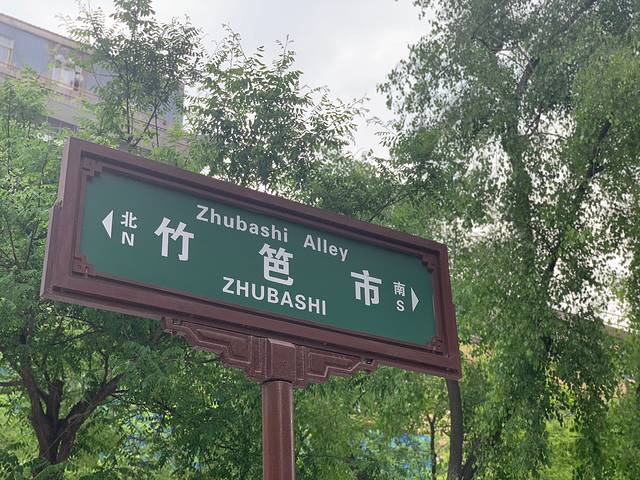 Zhubashi Alley
北 竹笆市 南
N ZHUBASHI S